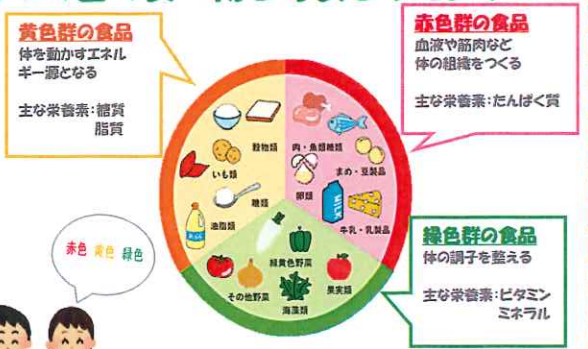 黄色群の食品
体を動かすエネル
ギー源となる
主な栄養素：糖質
脂質
赤色群の食品
血液や筋肉など
体の組織をつくる
主な栄養素：たんぱく質
穀物類
肉・魚類
いも類
まめ・豆製品
糖類
卵類
油脂類
牛乳・乳製品
緑黄色野菜
その他野菜
果実類
海藻類
赤色 黄色 緑色
緑色群の食品
体の調子を整える
主な栄養素：ビタミン
ミネラル